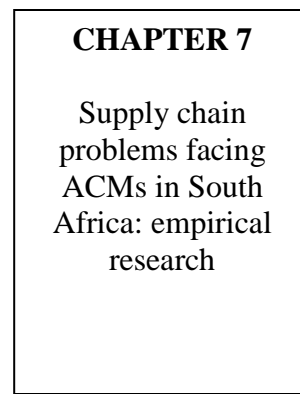 CHAPTER 7
Supply chain
problems facing
ACMs in South
Africa: empirical
research